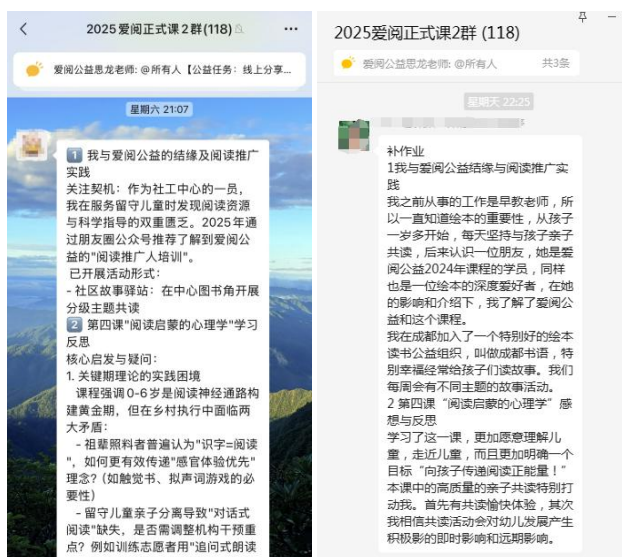 2025爱阅正式课2群(118)
爱阅公益思龙老师: @所有人【公益任务：线上分享...
星期六 21:07
1 我与爱阅公益的结缘及阅读推广
实践
关注契机：作为社工中心的一员，
我在服务留守儿童时发现阅读资源
与科学指导的双重匮乏。2025年通
过朋友圈公众号推荐了解到爱阅公
益的"阅读推广人培训"。
已开展活动形式：
- 社区故事驿站：在中心图书角开展
分级主题共读
2 第四课"阅读启蒙的心理学"学习
反思
核心启发与疑问：
1. 关键期理论的实践困境
课程强调0-6岁是阅读神经通路构
建黄金期，但在乡村执行中面临两
大矛盾：
- 祖辈照料者普遍认为"识字=阅读
"，如何更有效传递"感官体验优先"
理念？(如触觉书、拟声词游戏的必
要性)
- 留守儿童亲子分离导致"对话式
阅读"缺失，是否需调整机构干预重
点？例如训练志愿者用"追问式朗读
2025爱阅正式课2群 (118)
爱阅公益思龙老师: @所有人 共3条
星期天 22:25
补作业
1我与爱阅公益结缘与阅读推广实
践
我之前从事的工作是早教老师，所
以一直知道绘本的重要性，从孩子
一岁多开始，每天坚持与孩子亲子
共读，后来认识一位朋友，她是爱
阅公益2024年课程的学员，同样
也是一位绘本的深度爱好者，在她
的影响和介绍下，我了解了爱阅公
益和这个课程。
我在成都加入了一个特别好的绘本
读书公益组织，叫做成都书语，特
别幸福经常给孩子们读故事。我们
每周会有不同主题的故事活动。
2 第四课“阅读启蒙的心理学”感
想与反思
学习了这一课，更加愿意理解儿
童，走近儿童，而且更加明确一个
目标“向孩子传递阅读正能量！”
本课中的高质量的亲子共读特别打
动我。首先有共读愉快体验，其次
我相信共读活动会对幼儿发展产生
积极影的即时影响和远期影响。